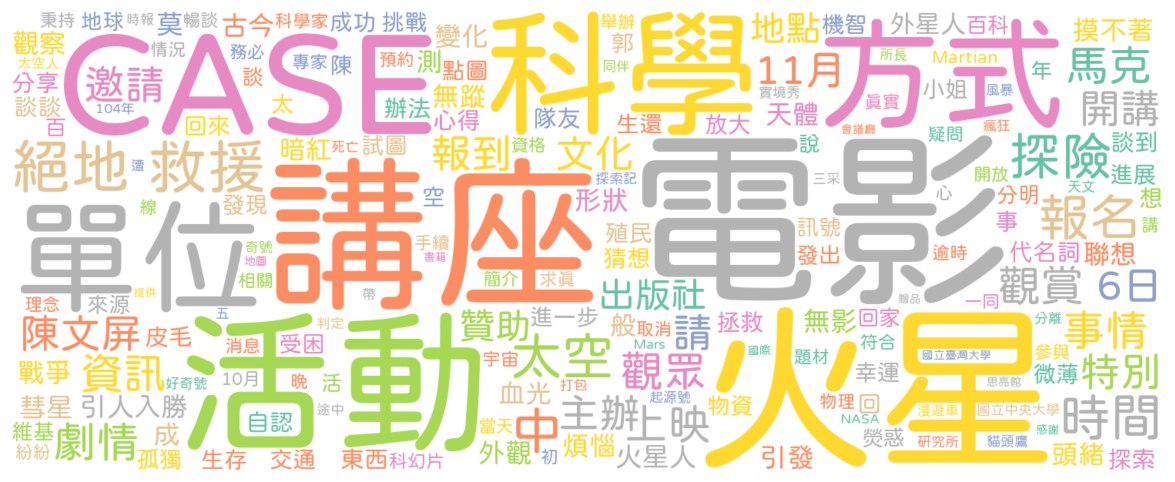 秉持 地球 時報 莫 暢談 古今 科學家 成功 挑戰 舉辦 郭 地點 機智 外星人 百科 摸不著
觀察 太空人 情況 務必 專家 陳 預約 測 變化 同伴 11月 所長 Martian 年 馬克
CASE 科學 方式
分享 邀請 104年 談 點圖 無蹤 隊友 實境秀 天體 真實 小姐 風暴 開講
談談 百 回來 太 辦法 心得 生還 放大 會議廳 疑問 瘋狂
絕地 救援 遭 暗紅 死亡 試圖 報到 資格 文化 說 探險 談到
空 探索記 形狀 三采 心 開放 天文 進展
單位 講座 電影
線 發現 手續 殖民 訊號 分明 報名 想
奇號 地圖 書籍 猜想 發出 逾時 事 代名詞 聯想 講
理念 相關 來源 提供 五 帶 簡介 求真 出版社 贈品 一同 觀賞 6日
陳文屏 皮毛 判定 贊助 進一步 般 取消 請 拯救 無影 回家 分離 事情
活動 火星
戰爭 資訊 消息 受困 宇宙 太空 Mars 觀眾 國際 題材 符合 國立臺灣大學 參與 微薄 特別
好奇號 10月 晚 活 血光 打包 起源號 幸運 思亮館
彗星 引人入勝 自認 途中 主辦 上映 物資 物理 回 漫遊車 國立中央大學 時間
維基 劇情 成 當天 中 煩惱 NASA 感謝
紛紛 孤獨 生存 交通 東西 科幻片 外觀 初 火星人 引發 熒惑 研究所 貓頭鷹 頭緒 探索